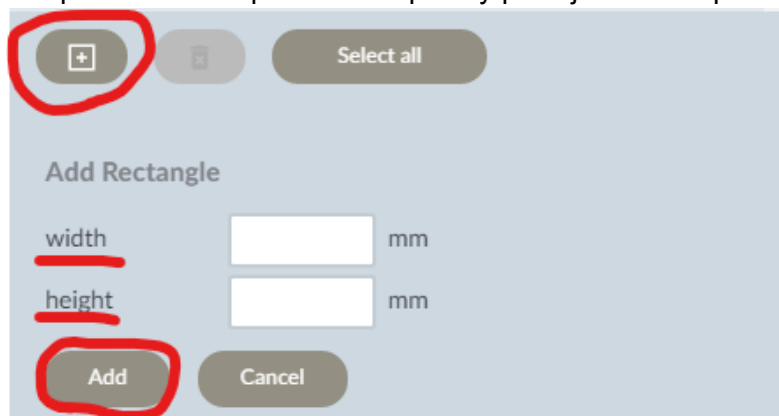 Select all
Add Rectangle
width mm
height mm
Add Cancel